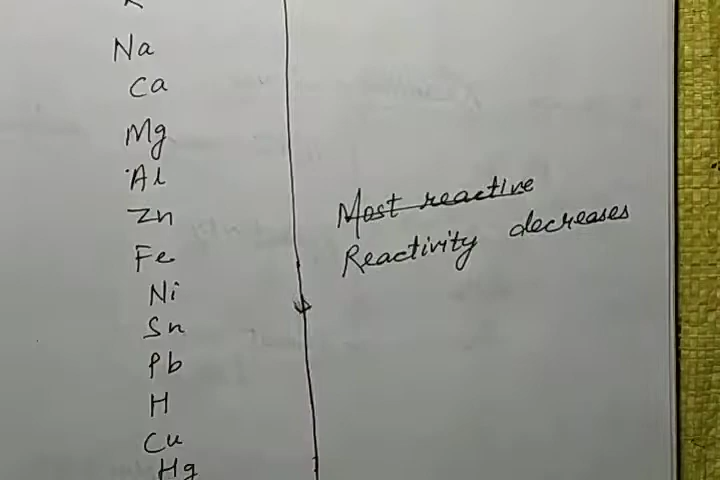 Na
Ca
Mg
Al
Zn
Fe
Ni
Sn
Pb
H
Cu
Hg
Most reactive
Reactivity decreases